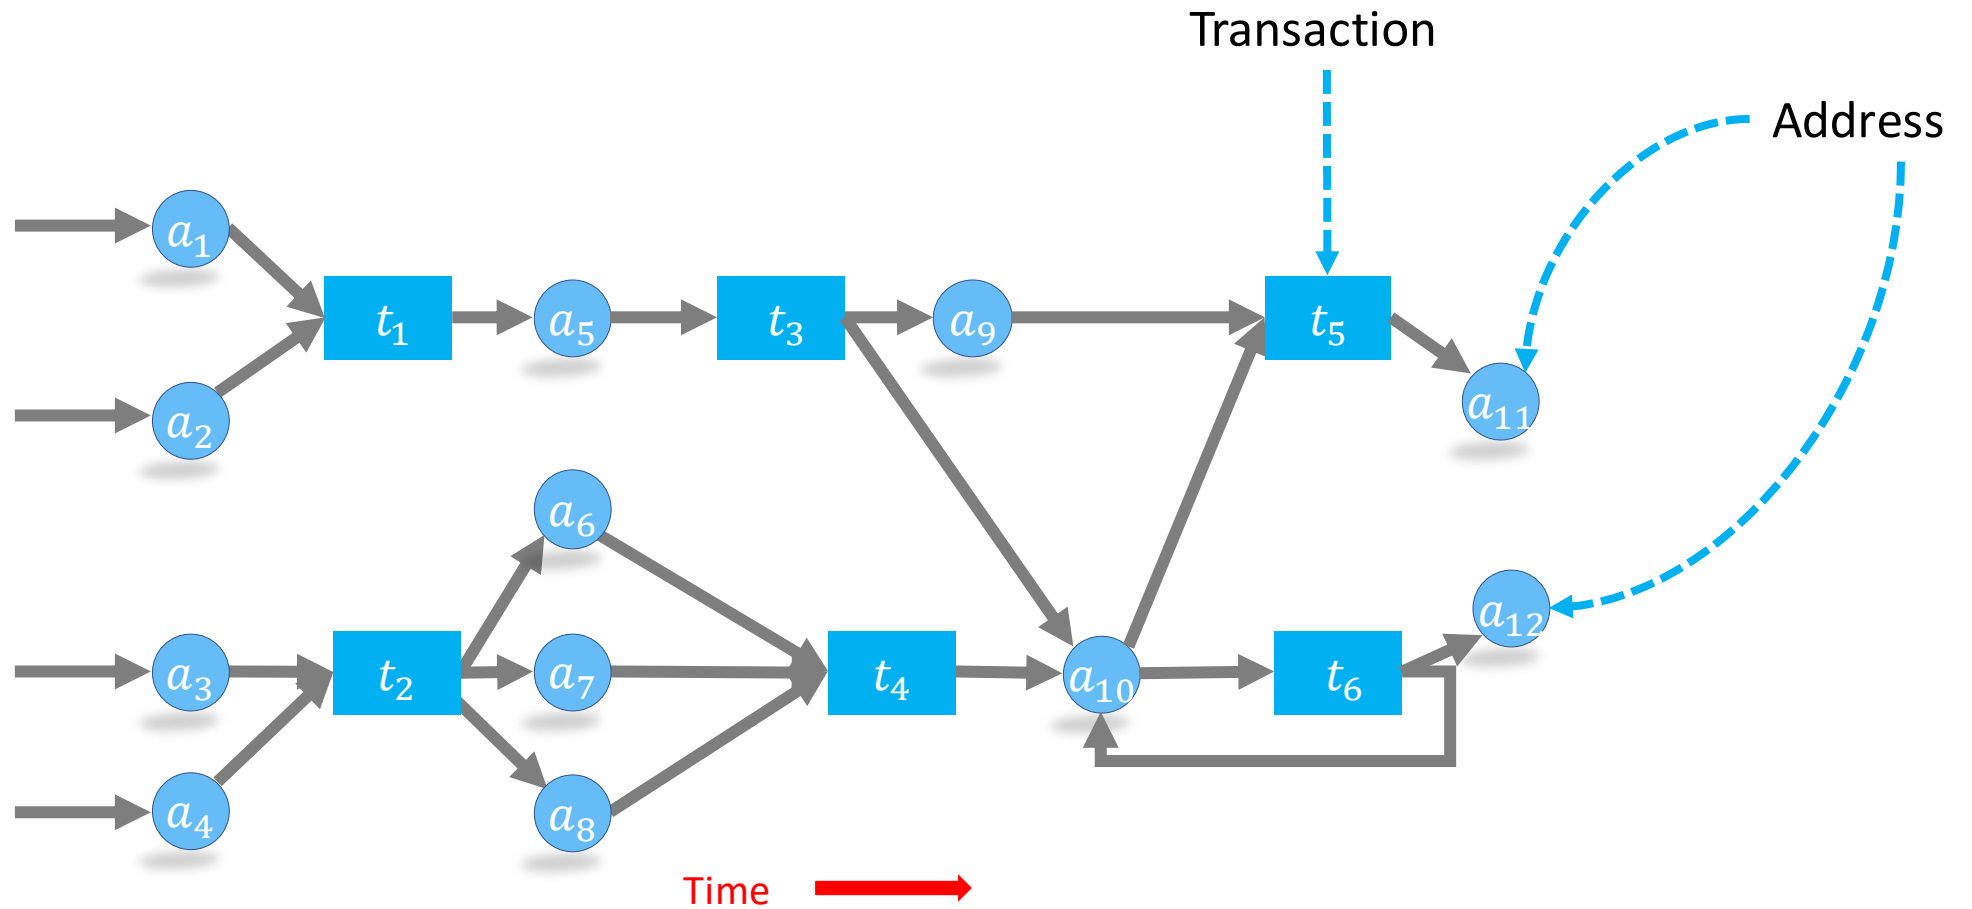 Transaction
Address
a₁
t₁
a₅
t₃
a₉
t₅
a₁₁
a₂
a₆
a₃
t₂
a₇
t₄
a₁₀
t₆
a₁₂
a₄
a₈
Time